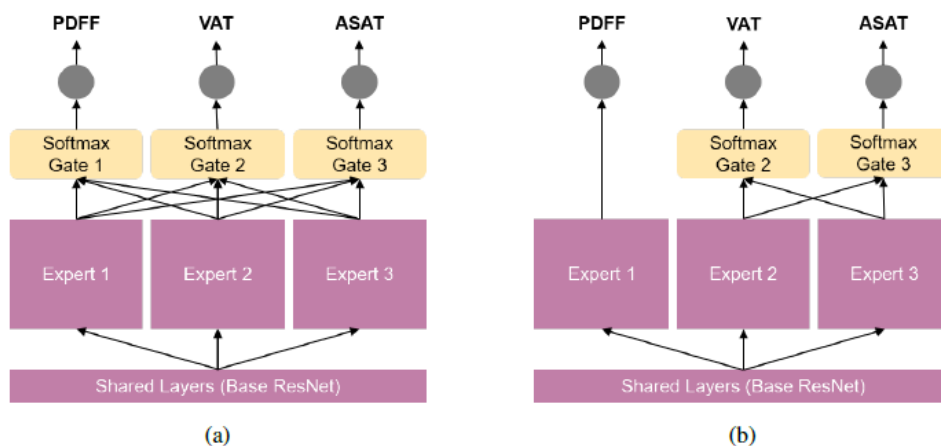 PDFF VAT ASAT PDFF VAT ASAT
Softmax Gate 1
Softmax Gate 2
Softmax Gate 3
Softmax Gate 2
Softmax Gate 3
Expert 1 Expert 2 Expert 3 Expert 1 Expert 2 Expert 3
Shared Layers (Base ResNet) Shared Layers (Base ResNet)
(a) (b)